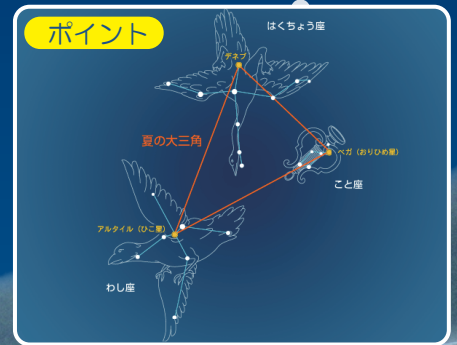 ポイント
はくちょう座
デネブ
夏の大三角
ベガ（おりひめ星）
こと座
アルタイル（ひこ星）
わし座